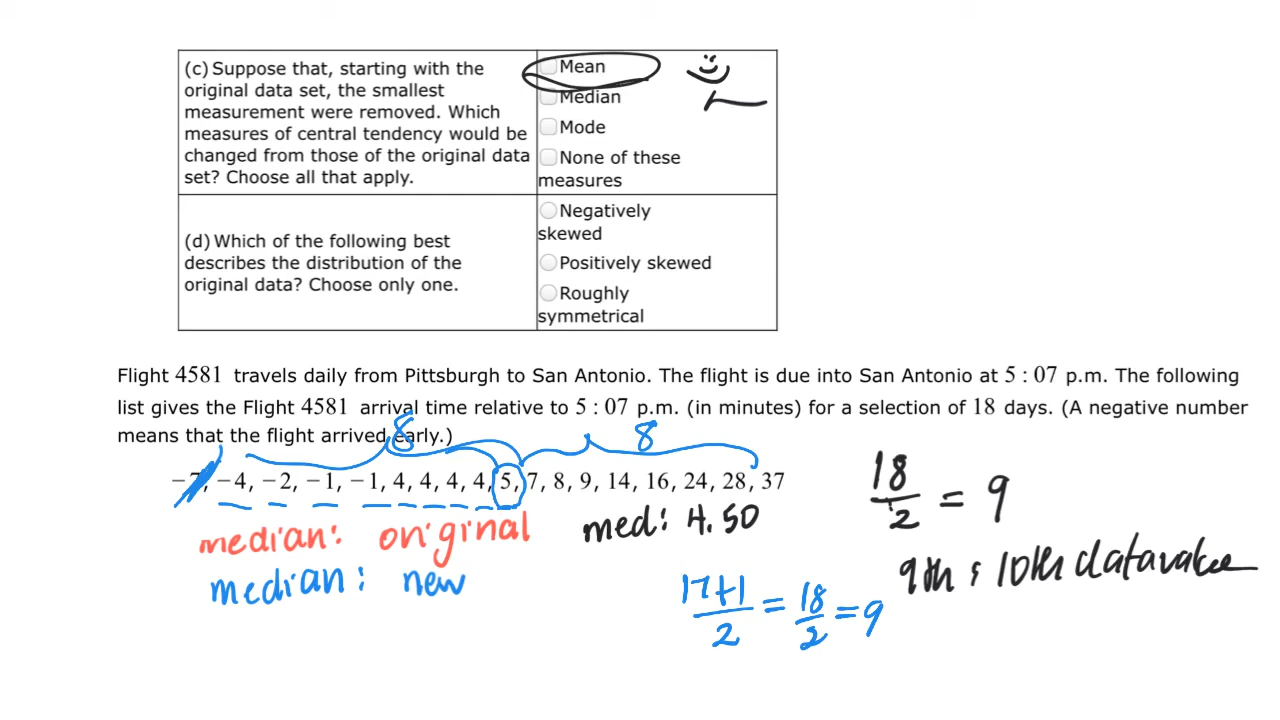 (c) Suppose that, starting with the
original data set, the smallest
measurement were removed. Which
measures of central tendency would be
changed from those of the original data
set? Choose all that apply.
Mean
Median
Mode
None of these
measures
(d) Which of the following best
describes the distribution of the
original data? Choose only one.
Negatively
skewed
Positively skewed
Roughly
symmetrical
Flight 4581 travels daily from Pittsburgh to San Antonio. The flight is due into San Antonio at 5 : 07 p.m. The following
list gives the Flight 4581 arrival time relative to 5 : 07 p.m. (in minutes) for a selection of 18 days. (A negative number
means that the flight arrived early.)
8 8
−7, −4, −2, −1, −1, 4, 4, 4, 4, 5, 7, 8, 9, 14, 16, 24, 28, 37
18/2 = 9
median: original
med: 4.50
median: new
17+1/2 = 18/2 = 9
9th & 10th datavalue